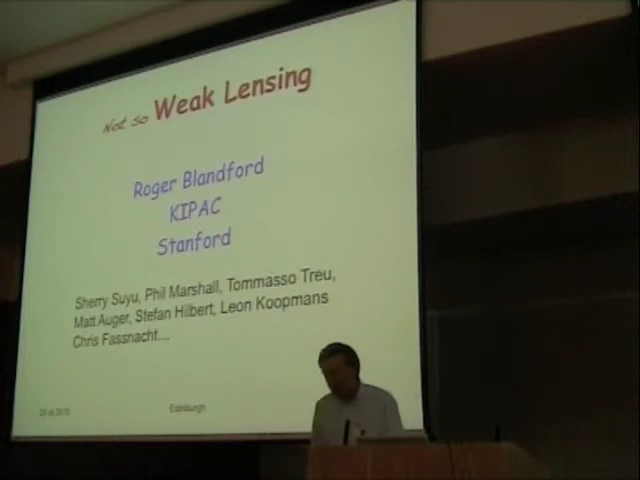 Not so Weak Lensing
Roger Blandford
KIPAC
Stanford
Sherry Suyu, Phil Marshall, Tommasso Treu,
Matt Auger, Stefan Hilbert, Leon Koopmans
Chris Fassnacht...
Edinburgh